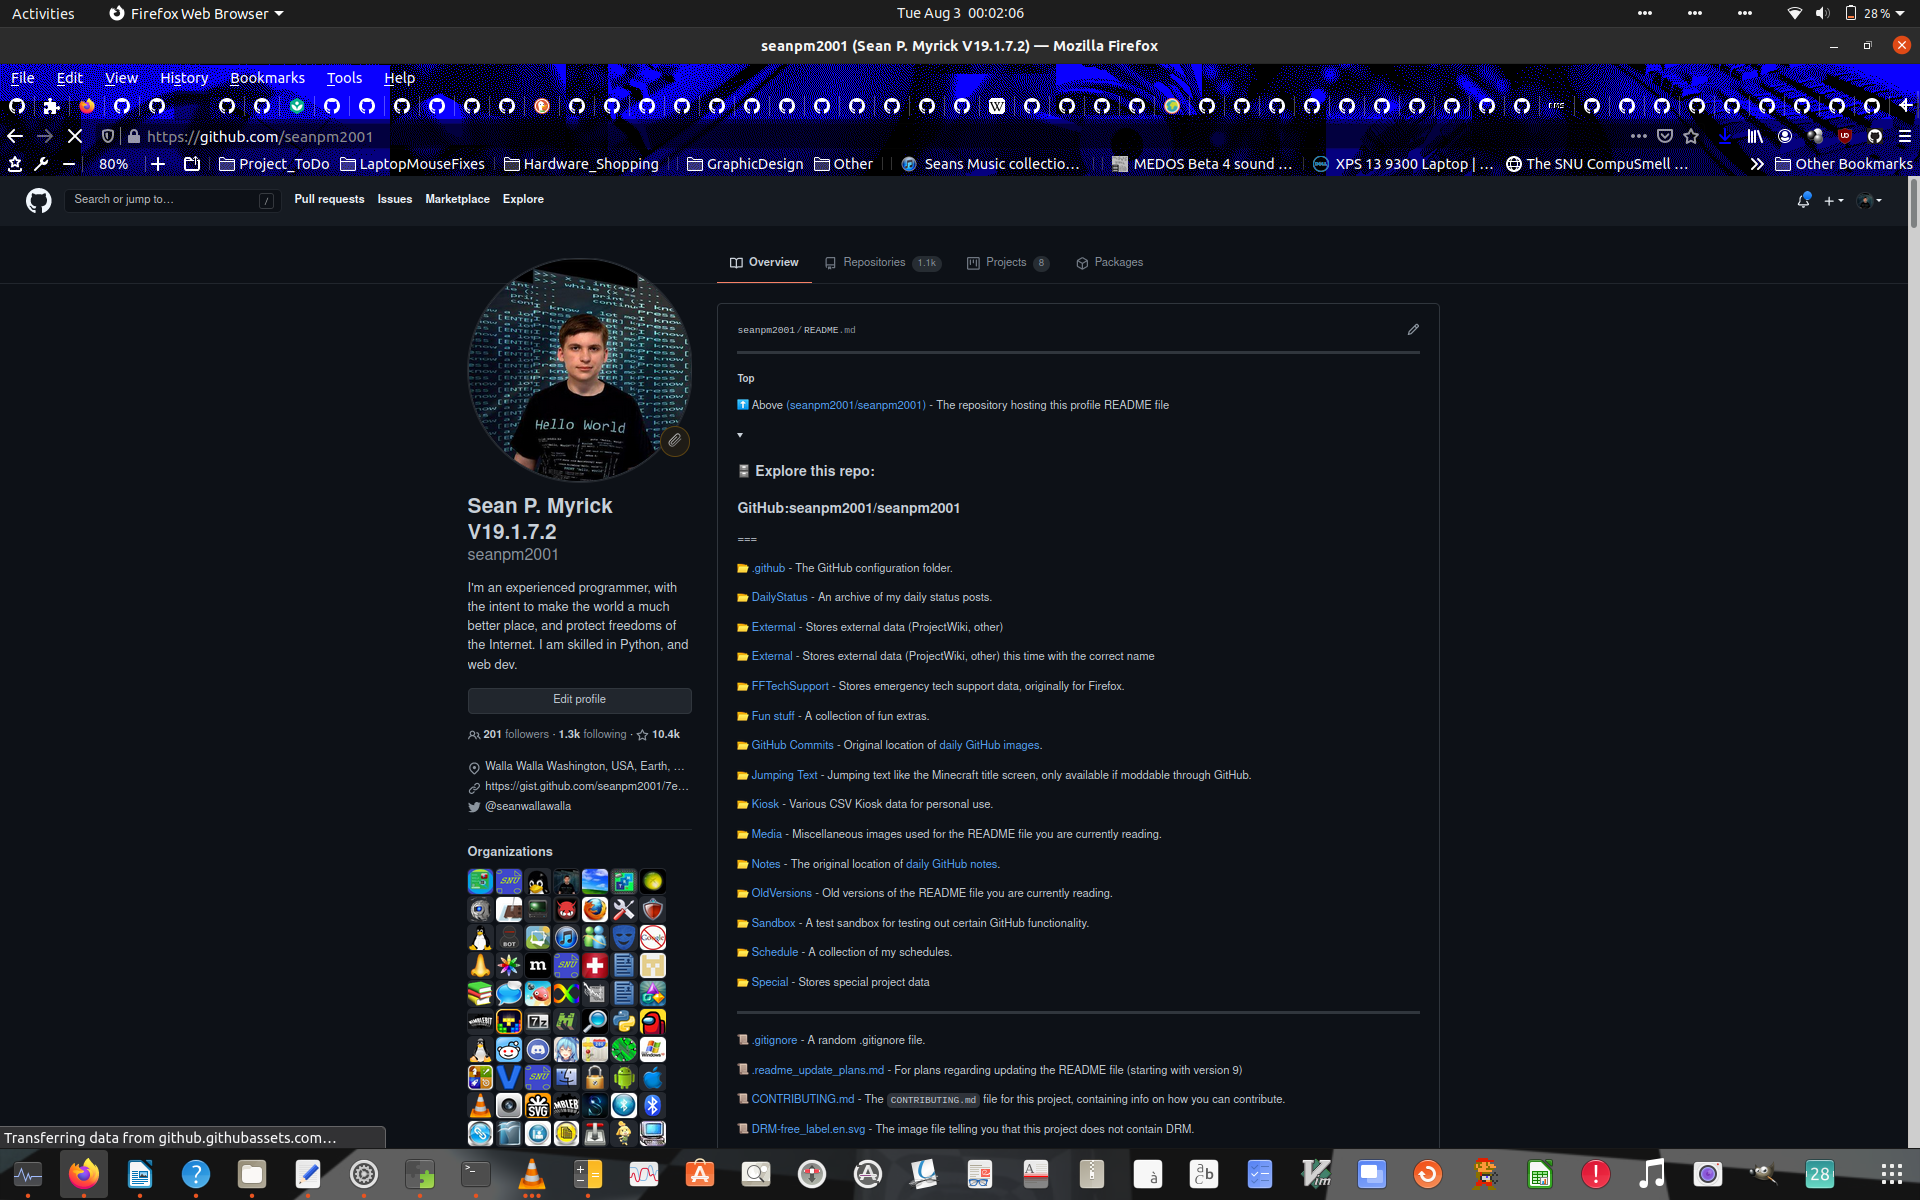 Activities
Firefox Web Browser
Tue Aug 3 00:02:06
28 %
seanpm2001 (Sean P. Myrick V19.1.7.2) — Mozilla Firefox
File Edit View History Bookmarks Tools Help
https://github.com/seanpm2001
80%
Project_ToDo
LaptopMouseFixes
Hardware_Shopping
GraphicDesign
Other
Seans Music collectio…
MEDOS Beta 4 sound …
XPS 13 9300 Laptop | …
The SNU CompuSmell …
Other Bookmarks
Search or jump to…
/
Pull requests Issues Marketplace Explore
Overview
Repositories 1.1k
Projects 8
Packages
Hello World
Sean P. Myrick
V19.1.7.2
seanpm2001
I'm an experienced programmer, with
the intent to make the world a much
better place, and protect freedoms of
the Internet. I am skilled in Python, and
web dev.
Edit profile
201 followers · 1.3k following · 10.4k
Walla Walla Washington, USA, Earth, …
https://gist.github.com/seanpm2001/7e…
@seanwallawalla
Organizations
seanpm2001/README.md
Top
Above (seanpm2001/seanpm2001) - The repository hosting this profile README file
Explore this repo:
GitHub:seanpm2001/seanpm2001
===
.github - The GitHub configuration folder.
DailyStatus - An archive of my daily status posts.
Extermal - Stores external data (ProjectWiki, other)
External - Stores external data (ProjectWiki, other) this time with the correct name
FFTechSupport - Stores emergency tech support data, originally for Firefox.
Fun stuff - A collection of fun extras.
GitHub Commits - Original location of daily GitHub images.
Jumping Text - Jumping text like the Minecraft title screen, only available if moddable through GitHub.
Kiosk - Various CSV Kiosk data for personal use.
Media - Miscellaneous images used for the README file you are currently reading.
Notes - The original location of daily GitHub notes.
OldVersions - Old versions of the README file you are currently reading.
Sandbox - A test sandbox for testing out certain GitHub functionality.
Schedule - A collection of my schedules.
Special - Stores special project data
.gitignore - A random .gitignore file.
.readme_update_plans.md - For plans regarding updating the README file (starting with version 9)
CONTRIBUTING.md - The CONTRIBUTING.md file for this project, containing info on how you can contribute.
DRM-free_label.en.svg - The image file telling you that this project does not contain DRM.
Transferring data from github.githubassets.com…
28